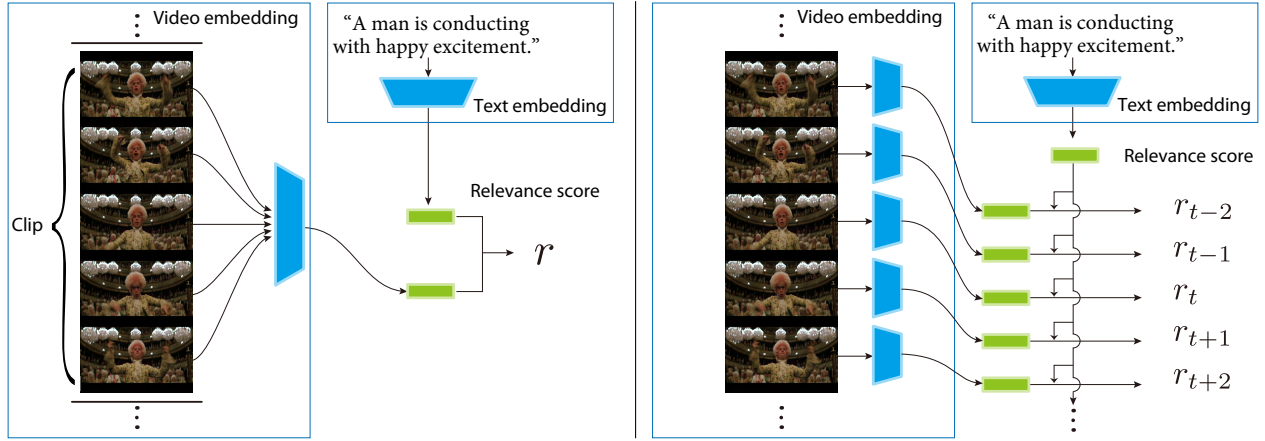 Video embedding
“A man is conducting
with happy excitement.”
Text embedding
Clip
Relevance score
r
Video embedding
“A man is conducting
with happy excitement.”
Text embedding
Relevance score
r_{t-2}
r_{t-1}
r_t
r_{t+1}
r_{t+2}